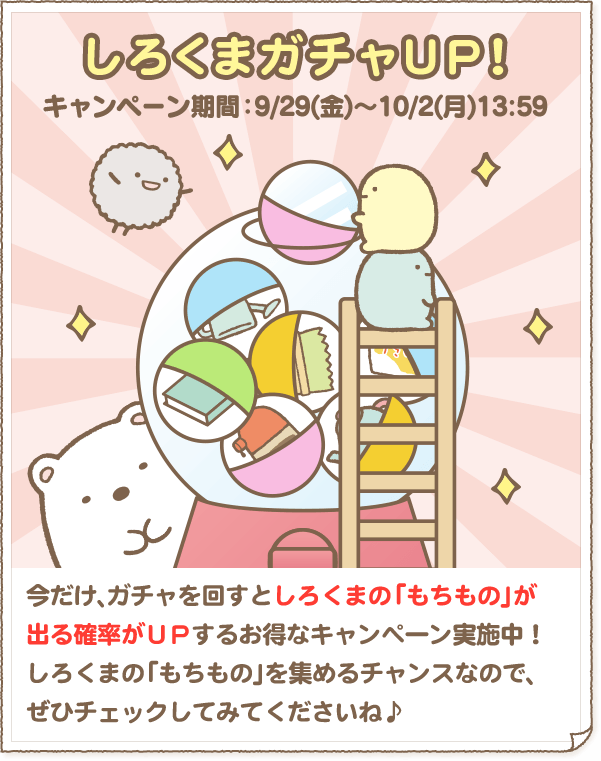 しろくまガチャUP!
キャンペーン期間：9/29(金)～10/2(月)13:59
今だけ、ガチャを回すとしろくまの「もちもの」が
出る確率がUPするお得なキャンペーン実施中！
しろくまの「もちもの」を集めるチャンスなので、
ぜひチェックしてみてくださいね♪